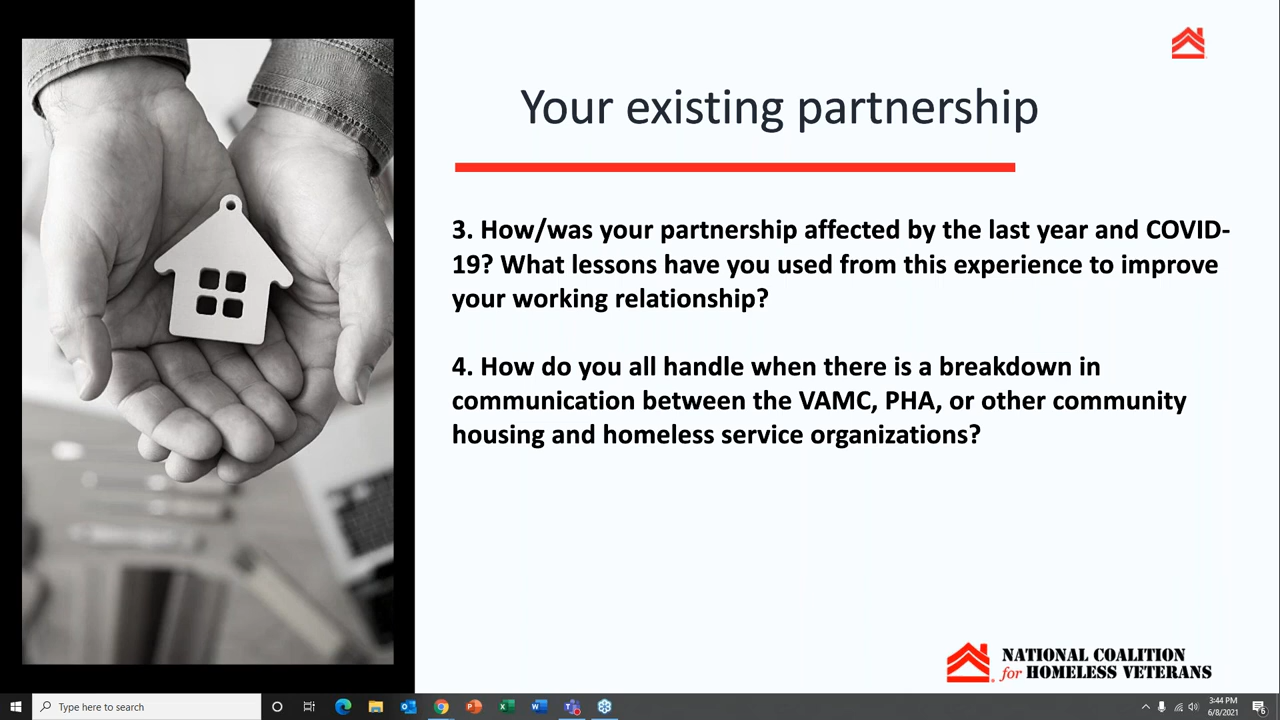 Your existing partnership
3. How/was your partnership affected by the last year and COVID-
19? What lessons have you used from this experience to improve
your working relationship?
4. How do you all handle when there is a breakdown in
communication between the VAMC, PHA, or other community
housing and homeless service organizations?
NATIONAL COALITION
for HOMELESS VETERANS
Type here to search
3:44 PM
6/8/2021